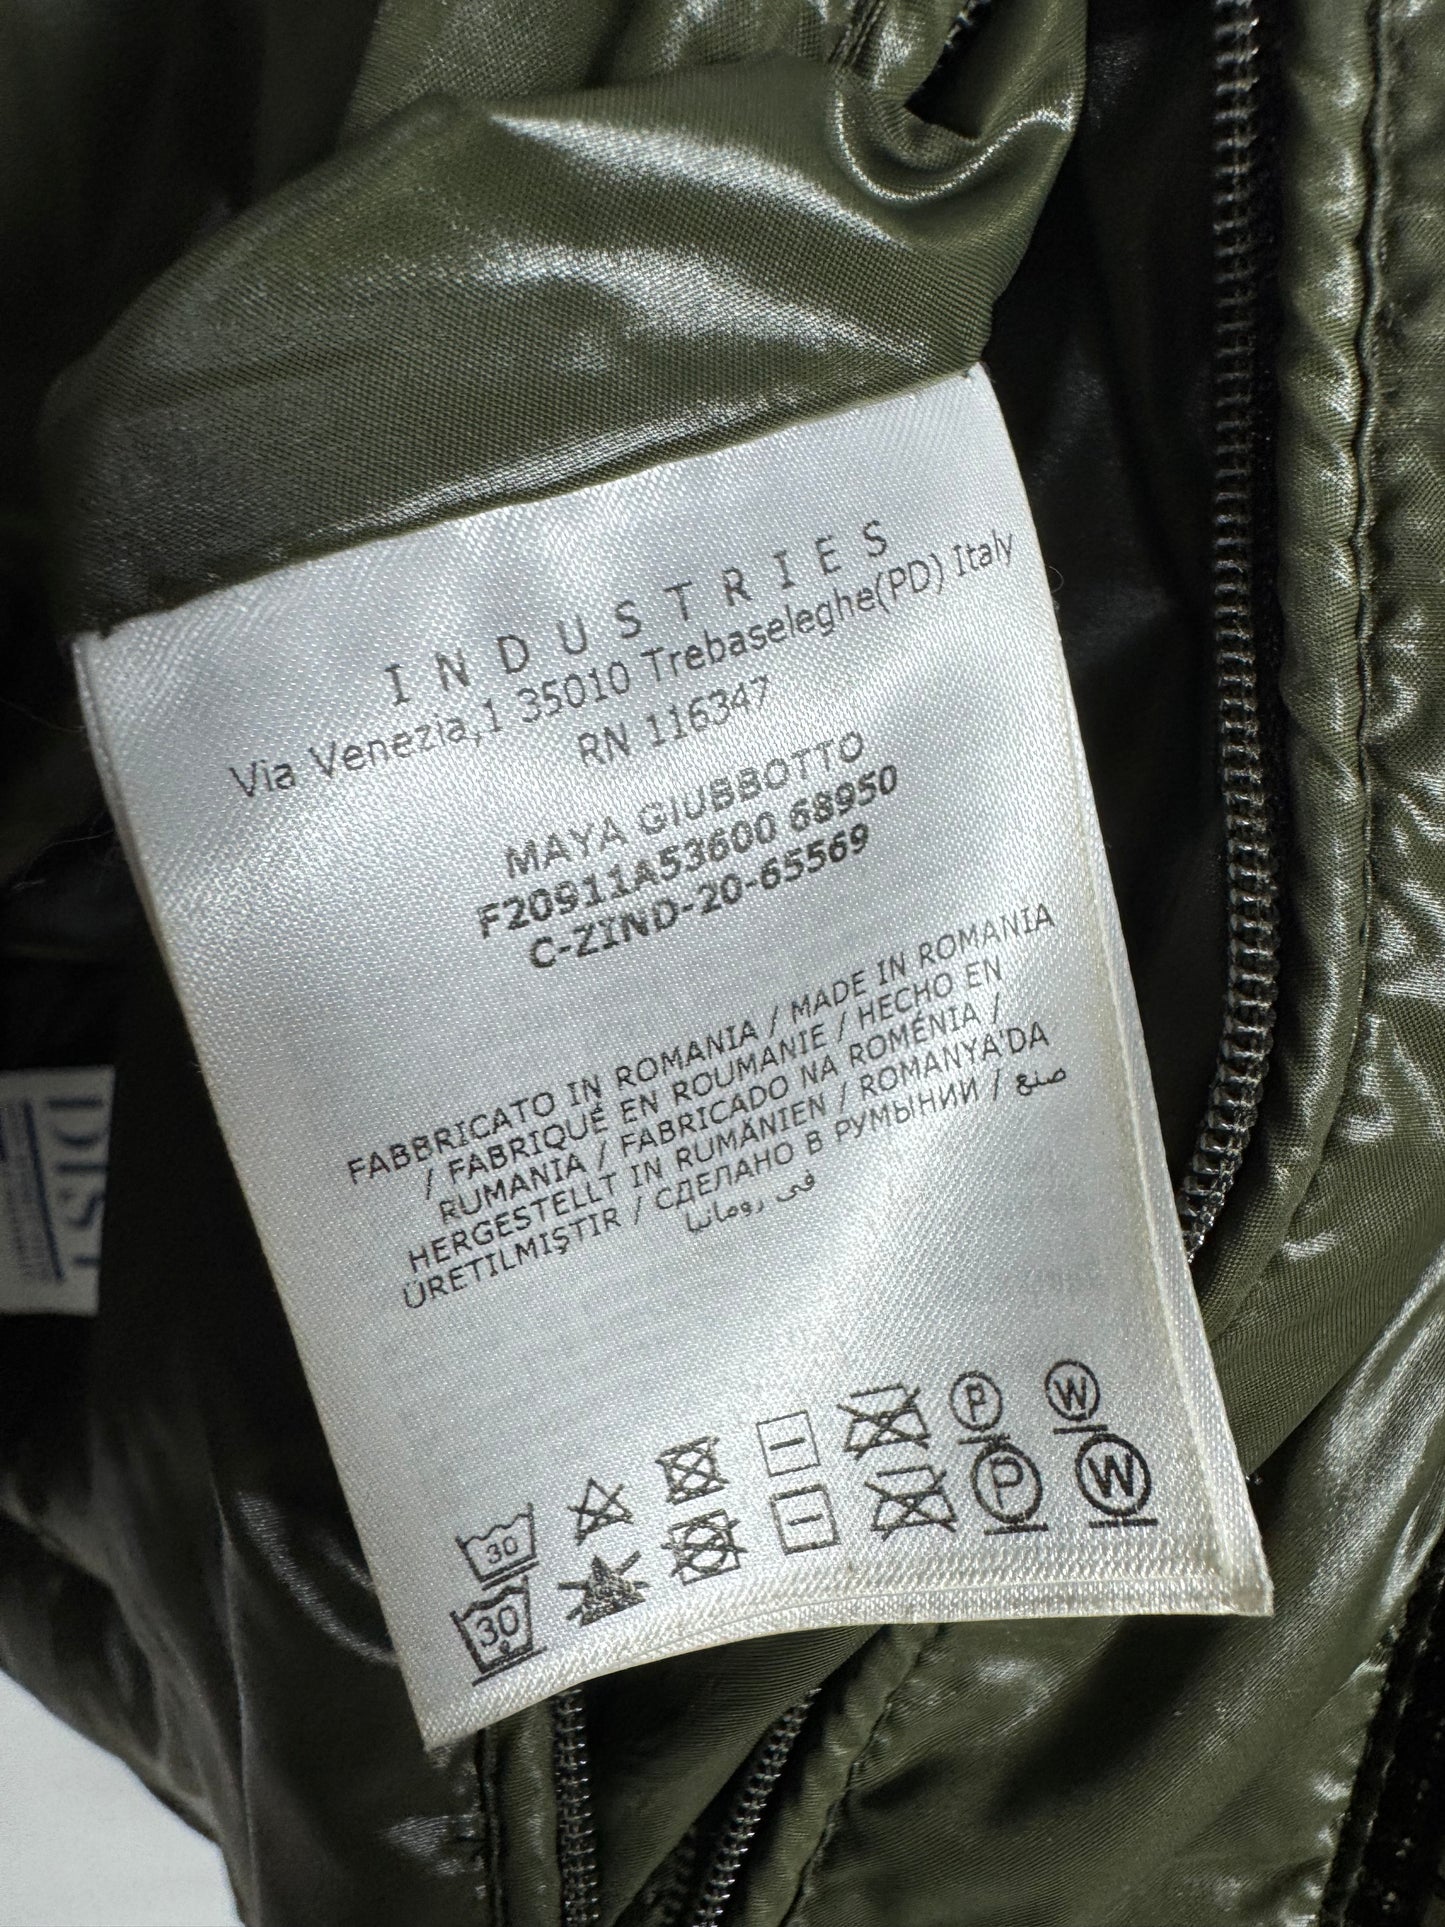 INDUSTRIES
Via Venezia,1 35010 Trebaseleghe(PD) Italy
RN 116347
MAYA GIUBBOTTO
F20911A53600 68950
C-ZIND-20-65569
FABBRICATO IN ROMANIA / MADE IN ROMANIA
/ FABRIQUÉ EN ROUMANIE / HECHO EN
RUMANIA / FABRICADO NA ROMÉNIA /
HERGESTELLT IN RUMÄNIEN / ROMANYA'DA
ÜRETILMIŞTIR / СДЕЛАНО В РУМЫНИИ / صنع
في رومانيا
30 P W
30 P W
DIST